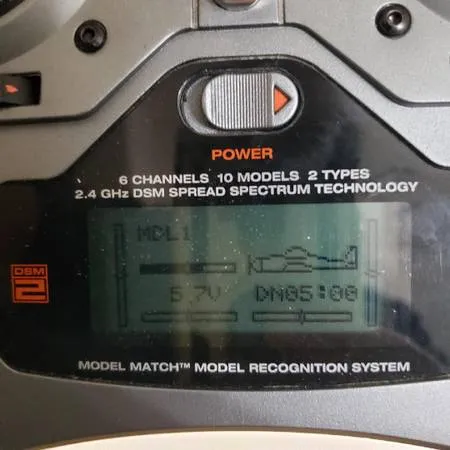 POWER
6 CHANNELS 10 MODELS 2 TYPES
2.4 GHz DSM SPREAD SPECTRUM TECHNOLOGY
MDL1
5.7V DN05:00
DSM
2
MODEL MATCH™ MODEL RECOGNITION SYSTEM